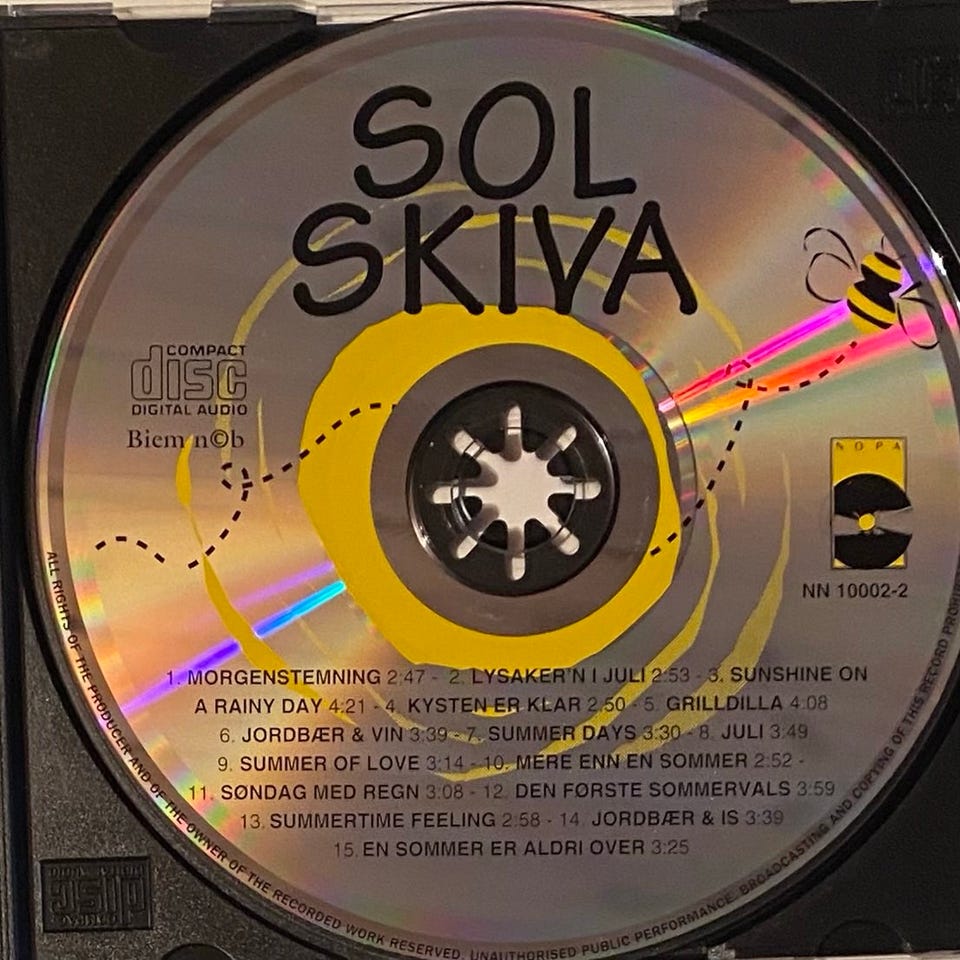 SOL
SKIVA
COMPACT
disc
DIGITAL AUDIO
Biem n©b
NOPA
NN 10002-2
1. MORGENSTEMNING 2:47 - 2. LYSAKER'N I JULI 2:53 - 3. SUNSHINE ON
A RAINY DAY 4:21 - 4. KYSTEN ER KLAR 2:50 - 5. GRILLDILLA 4:08
6. JORDBÆR & VIN 3:39 - 7. SUMMER DAYS 3:30 - 8. JULI 3:49
9. SUMMER OF LOVE 3:14 - 10. MERE ENN EN SOMMER 2:52 -
11. SØNDAG MED REGN 3:08 - 12. DEN FØRSTE SOMMERVALS 3:59
13. SUMMERTIME FEELING 2:58 - 14. JORDBÆR & IS 3:39
15. EN SOMMER ER ALDRI OVER 3:25
ALL RIGHTS OF THE PRODUCER AND OF THE OWNER OF THE RECORDED WORK RESERVED. UNAUTHORISED PUBLIC PERFORMANCE, BROADCASTING AND COPYING OF THIS RECORD